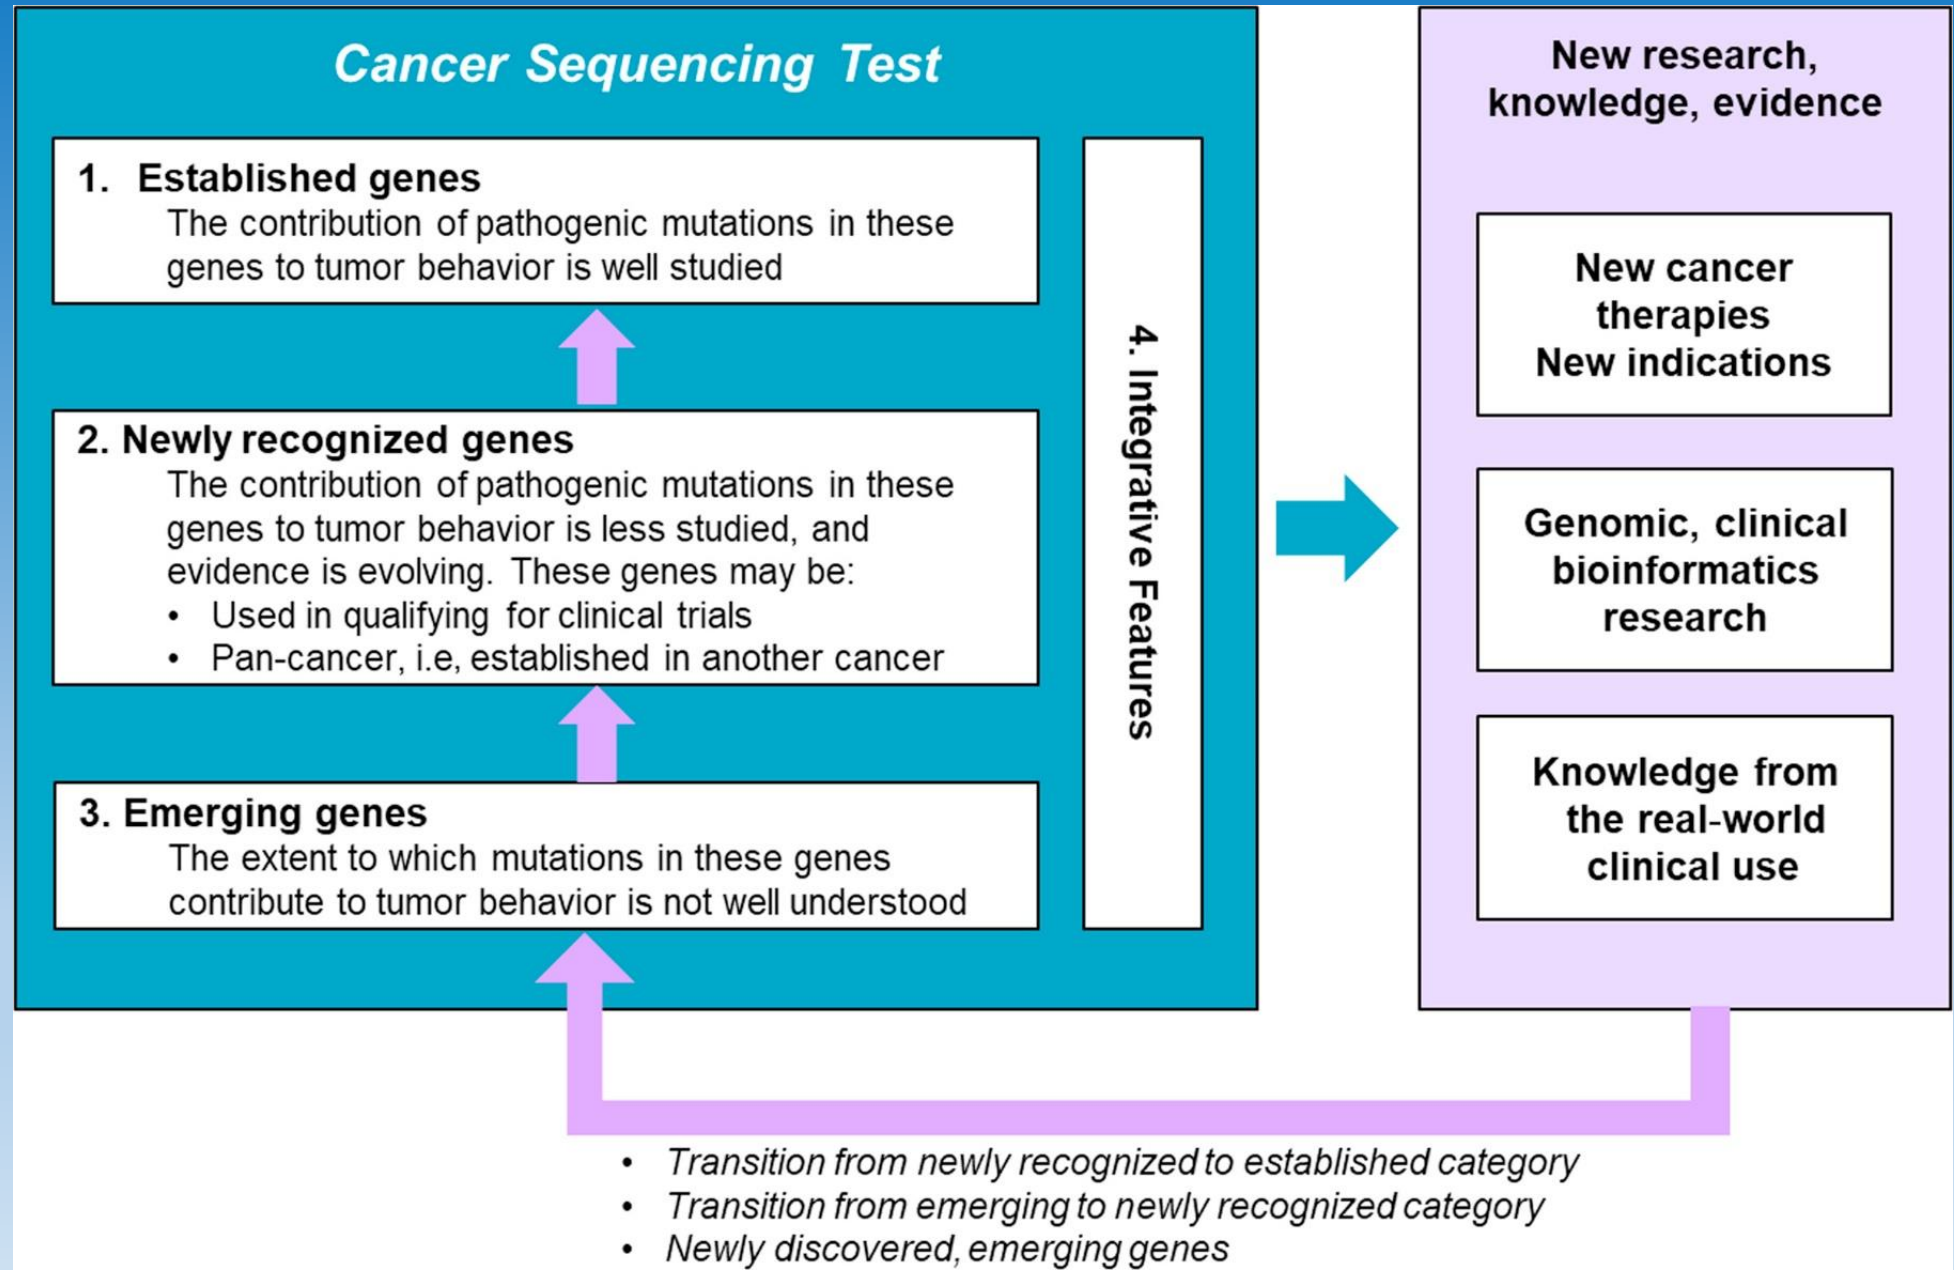 Cancer Sequencing Test
1. Established genes
The contribution of pathogenic mutations in these
genes to tumor behavior is well studied
2. Newly recognized genes
The contribution of pathogenic mutations in these
genes to tumor behavior is less studied, and
evidence is evolving. These genes may be:
• Used in qualifying for clinical trials
• Pan-cancer, i.e, established in another cancer
3. Emerging genes
The extent to which mutations in these genes
contribute to tumor behavior is not well understood
4. Integrative Features
New research,
knowledge, evidence
New cancer
therapies
New indications
Genomic, clinical
bioinformatics
research
Knowledge from
the real-world
clinical use
• Transition from newly recognized to established category
• Transition from emerging to newly recognized category
• Newly discovered, emerging genes